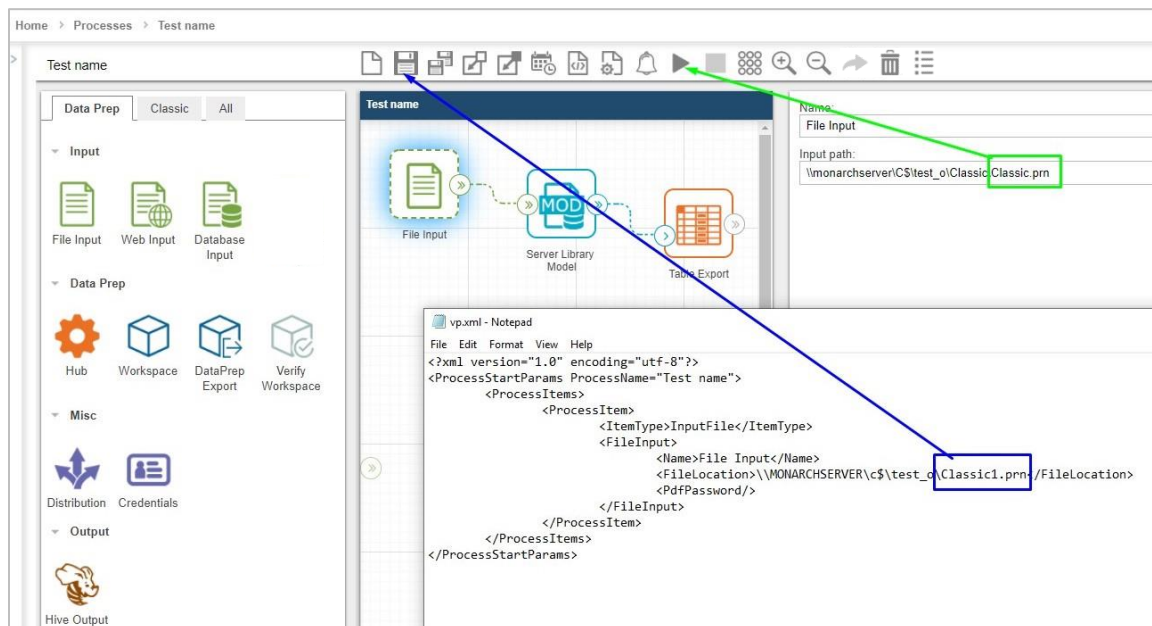 Home > Processes > Test name
Test name
Data Prep Classic All
Input
File Input Web Input Database Input
Data Prep
Hub Workspace DataPrep Export Verify Workspace
Misc
Distribution Credentials
Output
Hive Output
Test name
File Input
MOD
Server Library Model
Table Export
Name:
File Input
Input path:
\\monarchserver\C$\test_o\Classic\Classic.prn
vp.xml - Notepad
File Edit Format View Help
<?xml version="1.0" encoding="utf-8"?>
<ProcessStartParams ProcessName="Test name">
<ProcessItems>
<ProcessItem>
<ItemType>InputFile</ItemType>
<FileInput>
<Name>File Input</Name>
<FileLocation>\\MONARCHSERVER\c$\test_o\Classic1.prn</FileLocation>
<PdfPassword/>
</FileInput>
</ProcessItem>
</ProcessItems>
</ProcessStartParams>